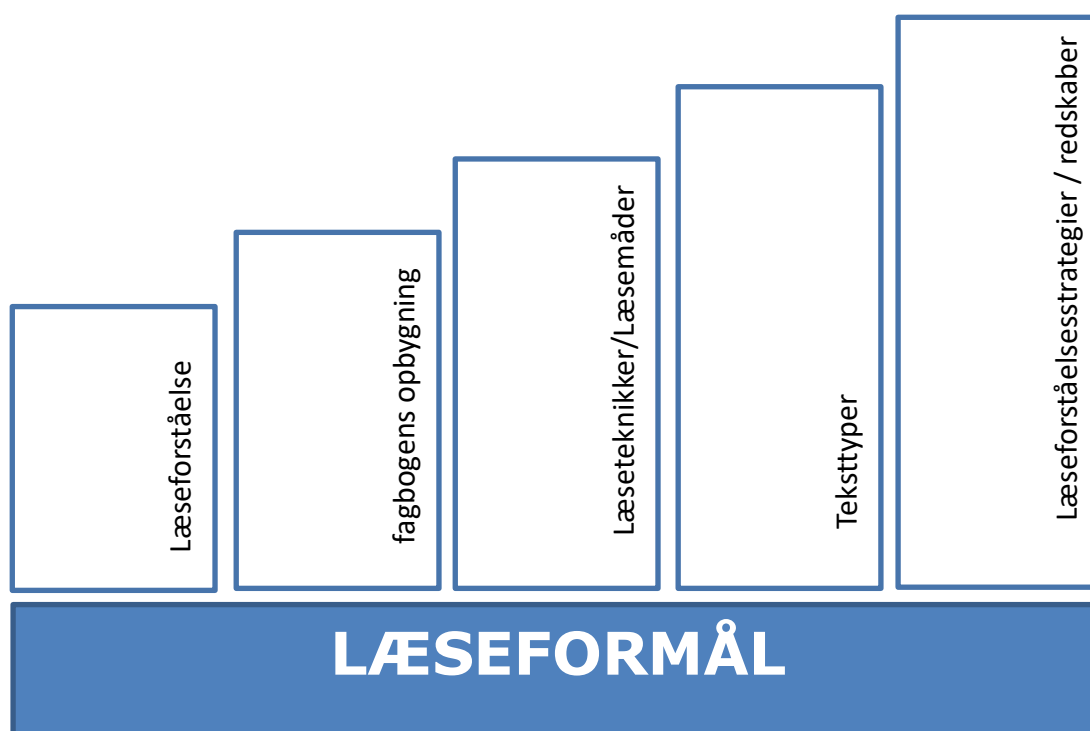 Læseforståelse
fagbogens opbygning
Læseteknikker/Læsemåder
Teksttyper
Læseforståelsesstrategier / redskaber
LÆSEFORMÅL